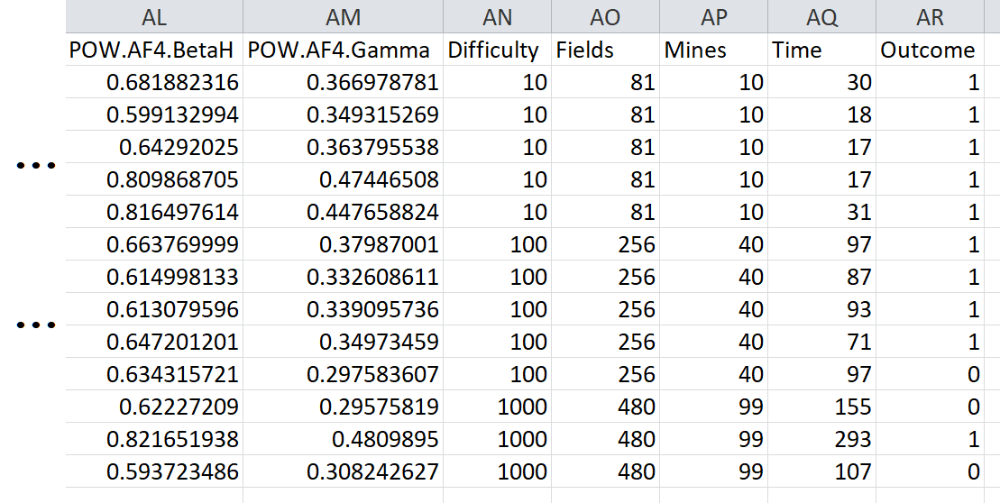 AL AM AN AO AP AQ AR
POW.AF4.BetaH POW.AF4.Gamma Difficulty Fields Mines Time Outcome
0.681882316 0.366978781 10 81 10 30 1
0.599132994 0.349315269 10 81 10 18 1
0.64292025 0.363795538 10 81 10 17 1
... 0.809868705 0.47446508 10 81 10 17 1
0.816497614 0.447658824 10 81 10 31 1
0.663769999 0.37987001 100 256 40 97 1
0.614998133 0.332608611 100 256 40 87 1
0.613079596 0.339095736 100 256 40 93 1
... 0.647201201 0.34973459 100 256 40 71 1
0.634315721 0.297583607 100 256 40 97 0
0.62227209 0.29575819 1000 480 99 155 0
0.821651938 0.4809895 1000 480 99 293 1
0.593723486 0.308242627 1000 480 99 107 0